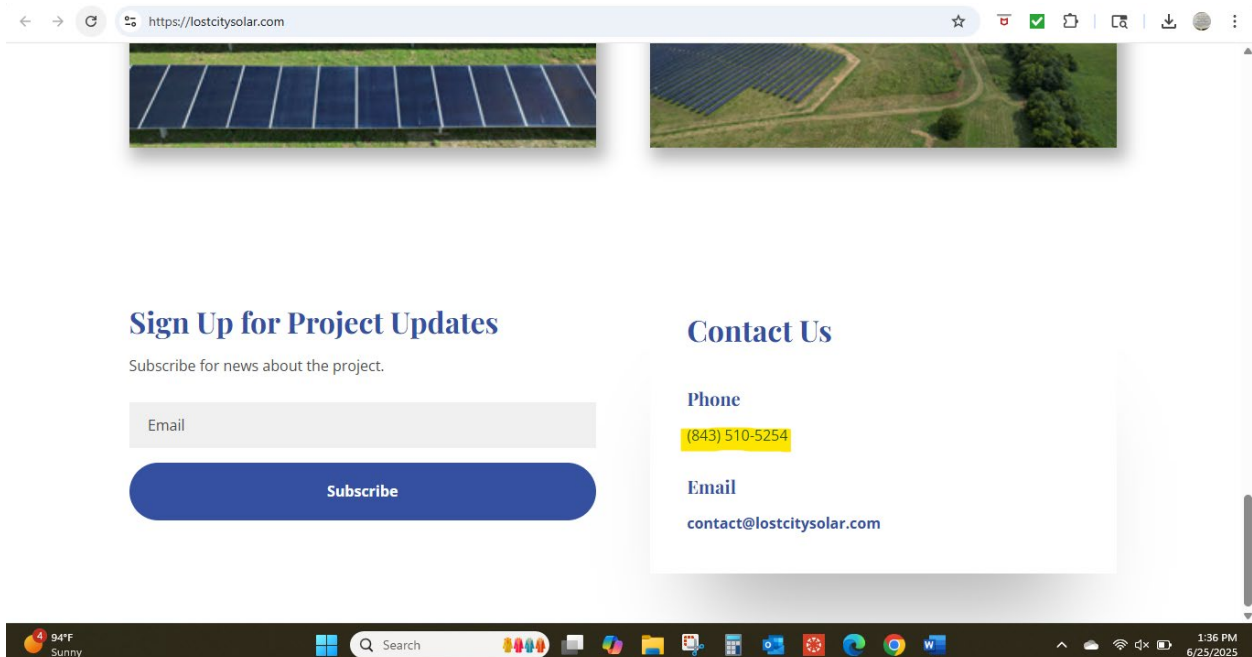 https://lostcitysolar.com
Sign Up for Project Updates
Subscribe for news about the project.
Email
Subscribe
Contact Us
Phone
(843) 510-5254
Email
contact@lostcitysolar.com
4
94°F
Sunny
Search
1:36 PM
6/25/2025